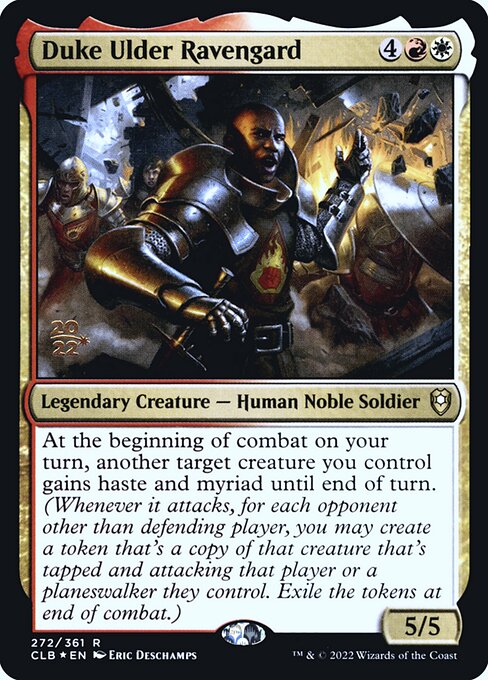 Duke Ulder Ravengard 4
20
22
Legendary Creature — Human Noble Soldier
At the beginning of combat on your
turn, another target creature you control
gains haste and myriad until end of turn.
(Whenever it attacks, for each opponent
other than defending player, you may create
a token that's a copy of that creature that's
tapped and attacking that player or a
planeswalker they control. Exile the tokens at
end of combat.)
5/5
272/361 R
CLB ★ EN Eric Deschamps
™ & © 2022 Wizards of the Coast